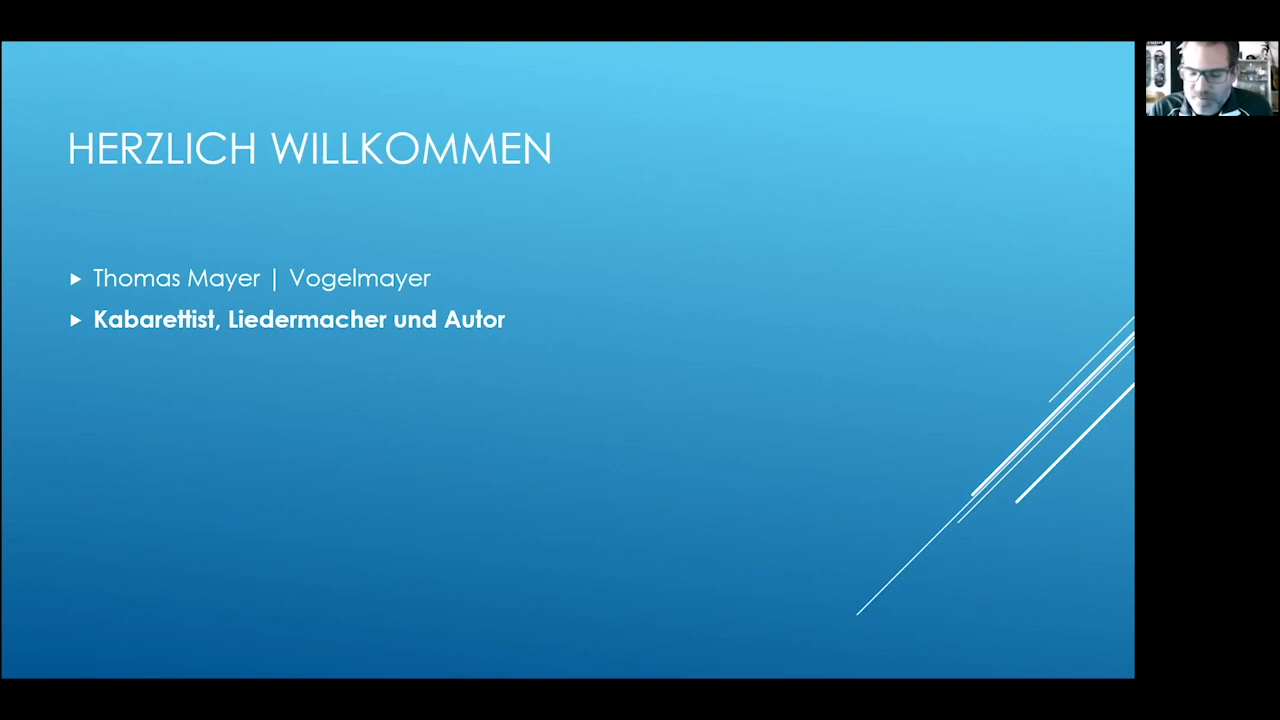 HERZLICH WILLKOMMEN
Thomas Mayer | Vogelmayer
Kabarettist, Liedermacher und Autor